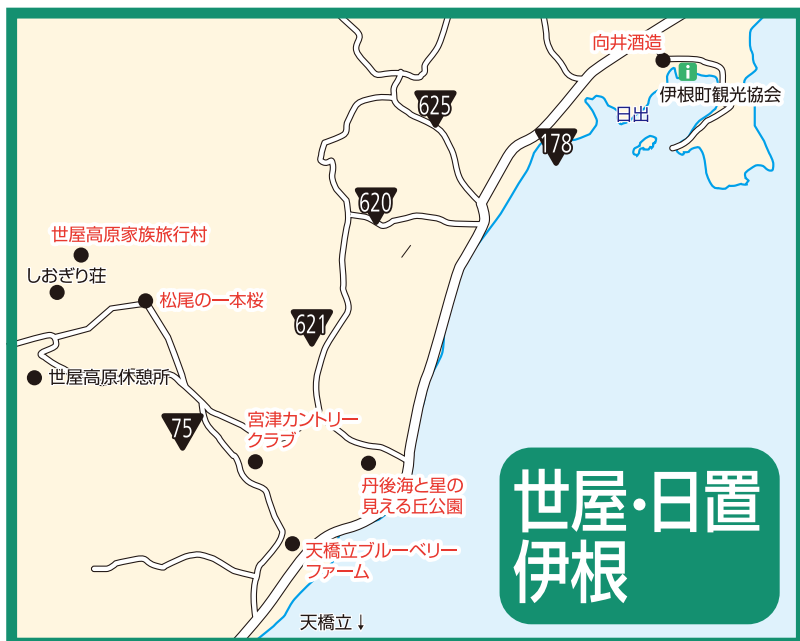 向井酒造
i
伊根町観光協会
日出
625
178
620
世屋高原家族旅行村
しおぎり荘
松尾の一本桜
621
世屋高原休憩所
75
宮津カントリー
クラブ
丹後海と星の
見える丘公園
天橋立ブルーベリー
ファーム
天橋立↓
世屋・日置
伊根